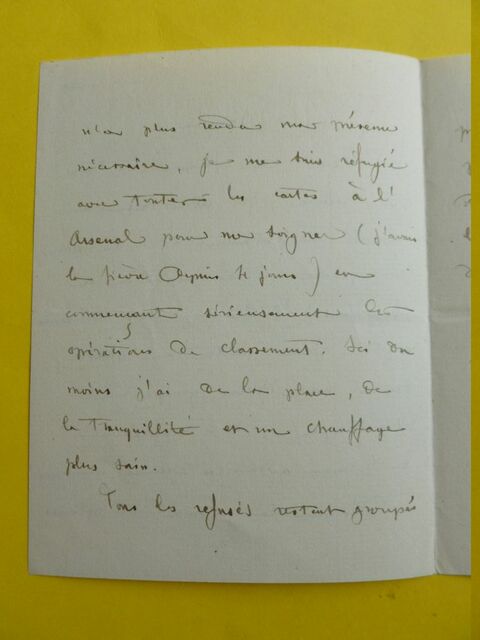 n'a plus rendu ma présence
nécessaire, je me suis réfugié
avec toutes les cartes à l'
Arsenal pour me soigner (j'avais
la fièvre depuis 4 jours) en
commençant sérieusement les
opérations de classement. Ici du
moins j'ai de la place, de
la tranquillité et un chauffage
plus sain.
Tous les refusés restent groupés